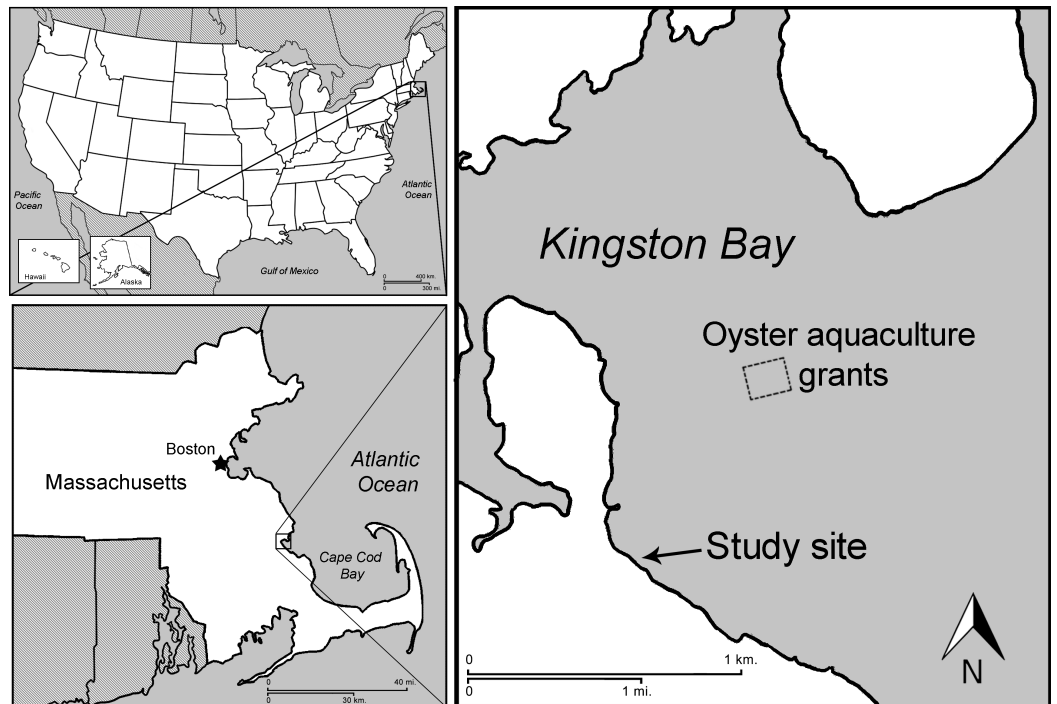 Pacific
Ocean
Atlantic
Ocean
Gulf of Mexico
Hawaii
Alaska
0 400 km.
0 300 mi.
Boston
Massachusetts
Atlantic
Ocean
Cape Cod
Bay
0 40 mi.
0 30 km.
Kingston Bay
Oyster aquaculture
grants
Study site
0 1 km.
0 1 mi.
N